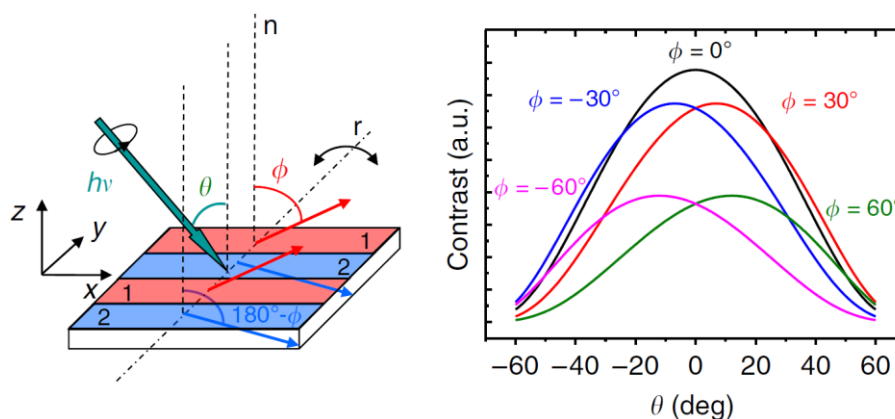 n
r
hν
θ
ϕ
z
y
x
1
2
1
2
180°-ϕ
ϕ = 0°
ϕ = −30°
ϕ = 30°
ϕ = −60°
ϕ = 60°
Contrast (a.u.)
−60 −40 −20 0 20 40 60
θ (deg)